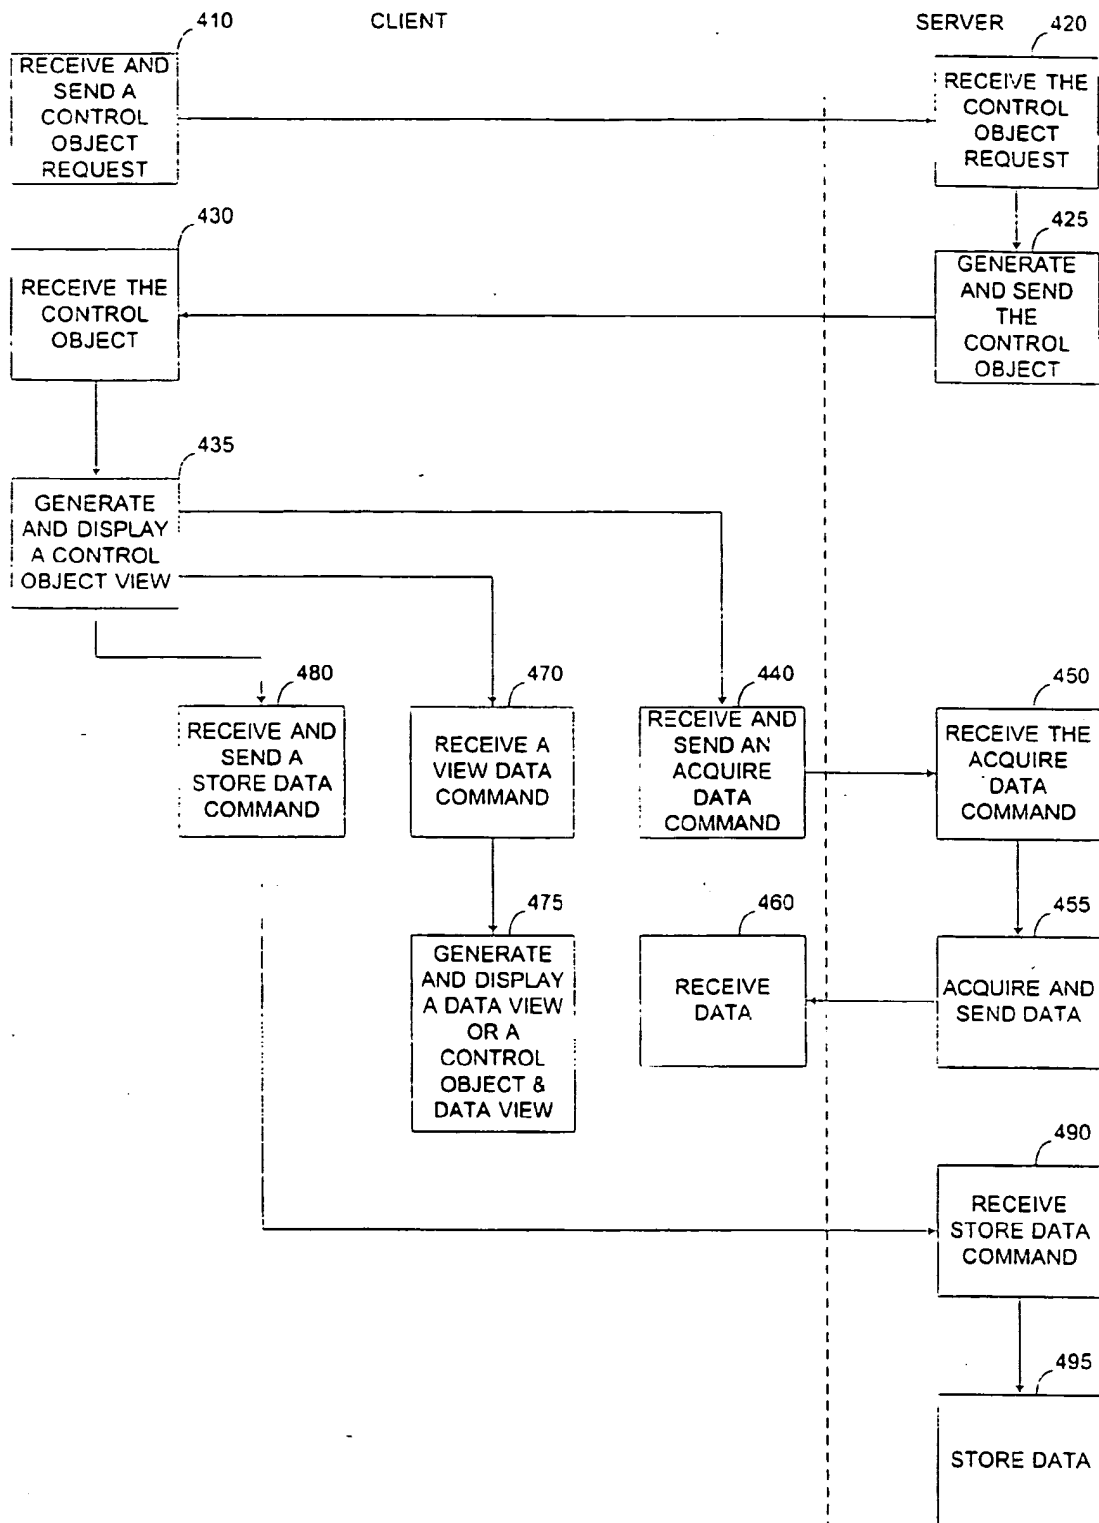 410
CLIENT
SERVER
420
RECEIVE AND
SEND A
CONTROL
OBJECT
REQUEST
RECEIVE THE
CONTROL
OBJECT
REQUEST
430
425
RECEIVE THE
CONTROL
OBJECT
GENERATE
AND SEND
THE
CONTROL
OBJECT
435
GENERATE
AND DISPLAY
A CONTROL
OBJECT VIEW
480
470
440
450
RECEIVE AND
SEND A
STORE DATA
COMMAND
RECEIVE A
VIEW DATA
COMMAND
RECEIVE AND
SEND AN
ACQUIRE
DATA
COMMAND
RECEIVE THE
ACQUIRE
DATA
COMMAND
475
460
455
GENERATE
AND DISPLAY
A DATA VIEW
OR A
CONTROL
OBJECT &
DATA VIEW
RECEIVE
DATA
ACQUIRE AND
SEND DATA
490
RECEIVE
STORE DATA
COMMAND
495
STORE DATA